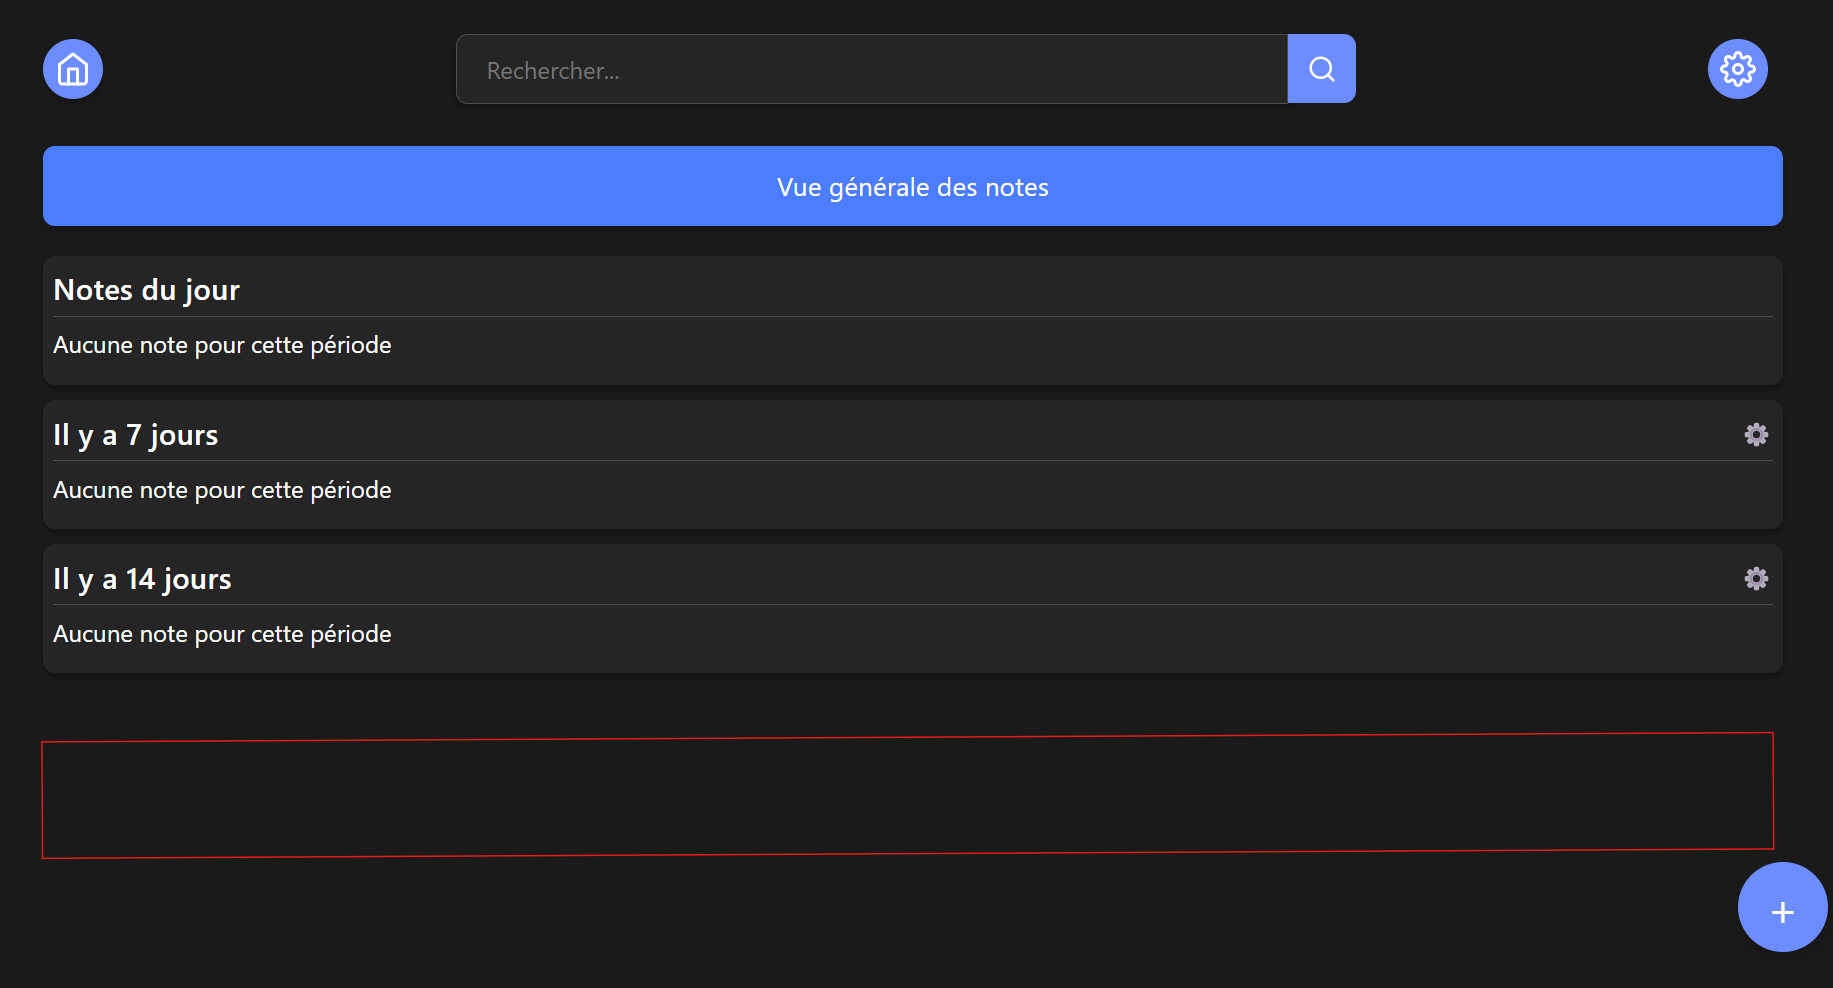 Rechercher...
Vue générale des notes
Notes du jour
Aucune note pour cette période
Il y a 7 jours
Aucune note pour cette période
Il y a 14 jours
Aucune note pour cette période
+